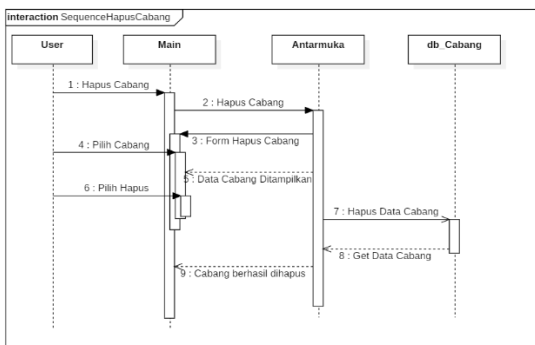 interaction SequenceHapusCabang
User
Main
Antarmuka
db_Cabang
1 : Hapus Cabang
2 : Hapus Cabang
3 : Form Hapus Cabang
4 : Pilih Cabang
5 : Data Cabang Ditampilkan
6 : Pilih Hapus
7 : Hapus Data Cabang
8 : Get Data Cabang
9 : Cabang berhasil dihapus